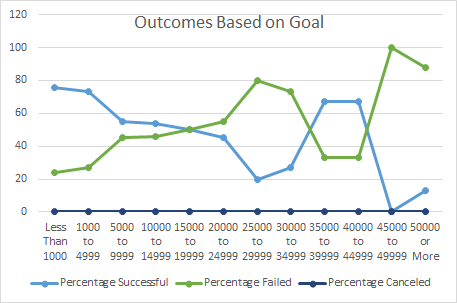 Outcomes Based on Goal
120
100
80
60
40
20
0
Less Than 1000
1000 to 4999
5000 to 9999
10000 to 14999
15000 to 19999
20000 to 24999
25000 to 29999
30000 to 34999
35000 to 39999
40000 to 44999
45000 to 49999
50000 or More
Percentage Successful
Percentage Failed
Percentage Canceled